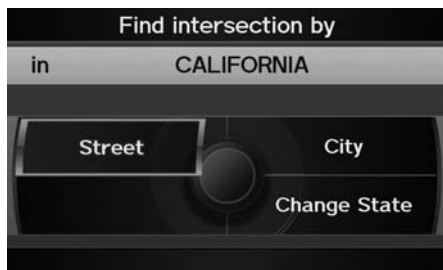 Find intersection by
in CALIFORNIA
Street City
Change State